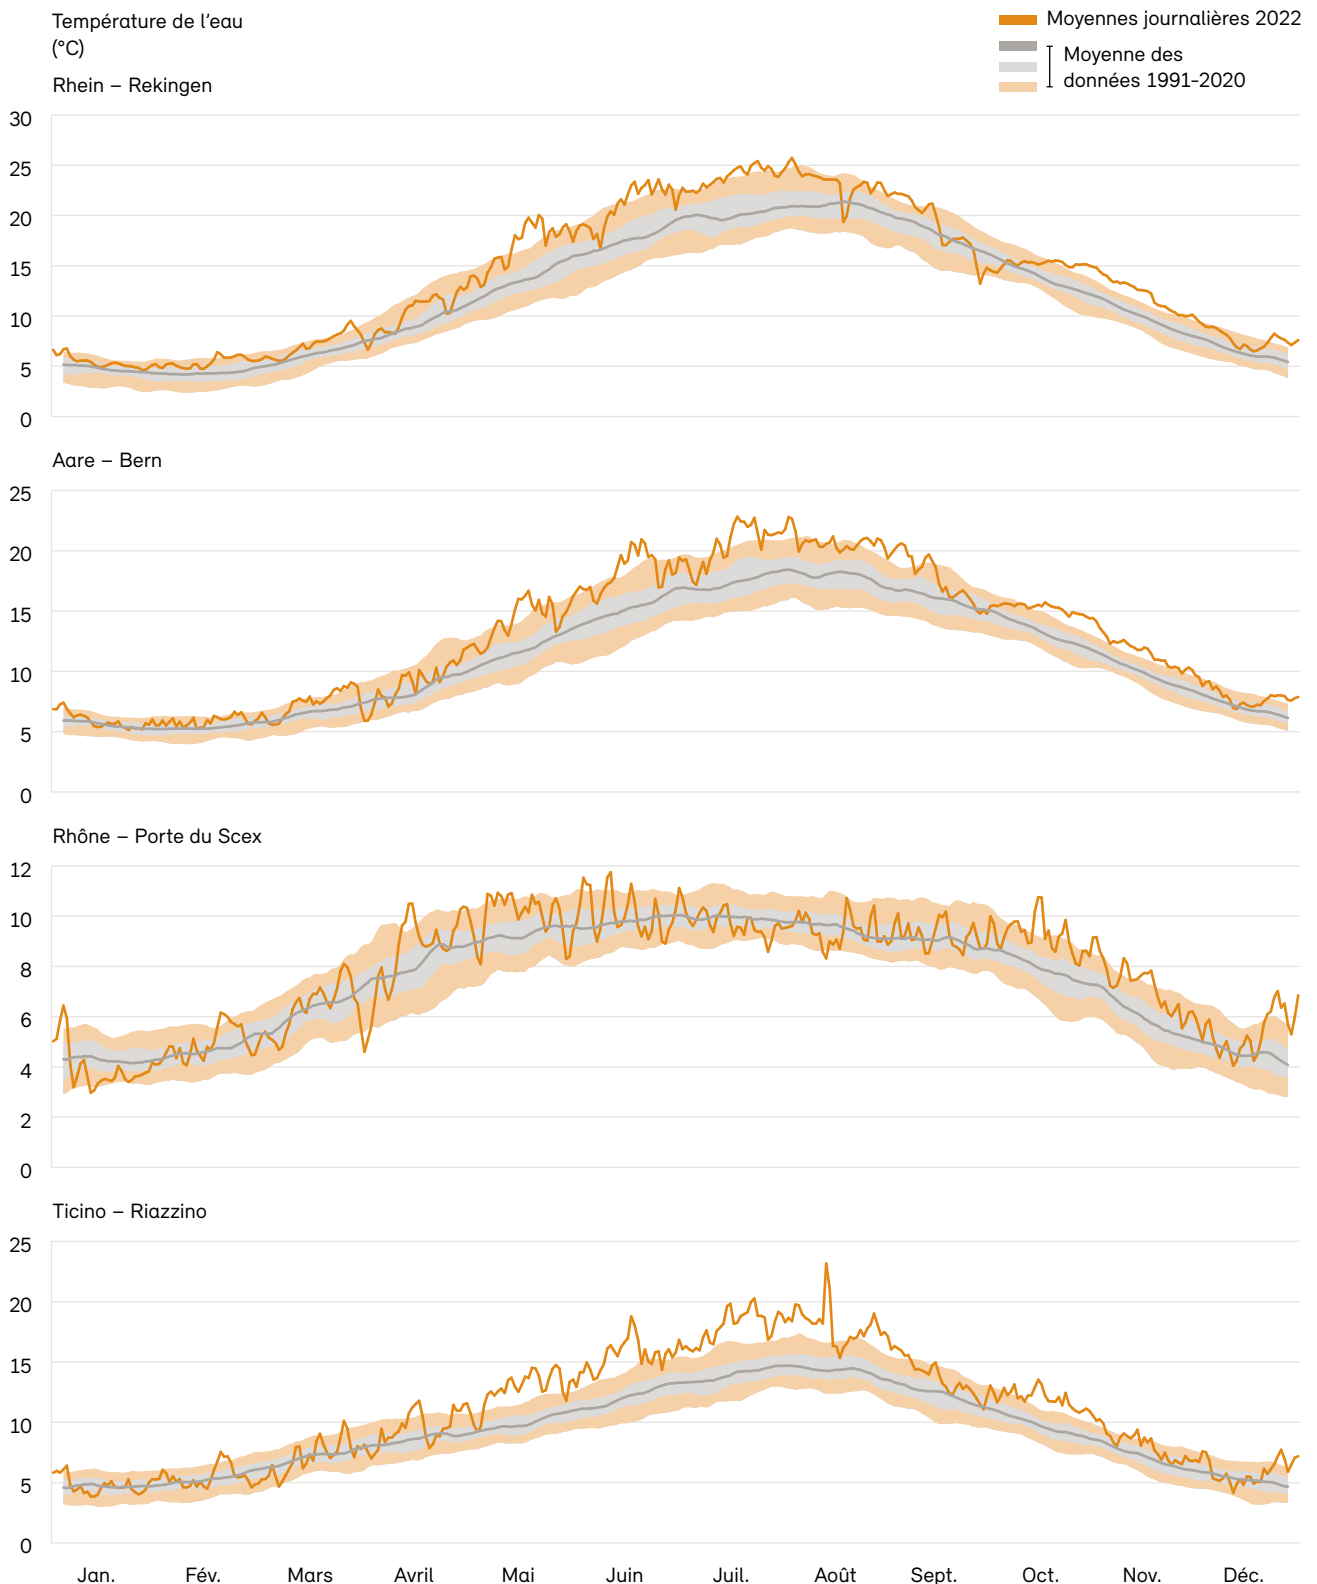 Température de l'eau
(°C)
Moyennes journalières 2022
Moyenne des
données 1991-2020
Rhein – Rekingen
30
25
20
15
10
5
0
Aare – Bern
25
20
15
10
5
0
Rhône – Porte du Scex
12
10
8
6
4
2
0
Ticino – Riazzino
25
20
15
10
5
0
Jan. Fév. Mars Avril Mai Juin Juil. Août Sept. Oct. Nov. Déc.